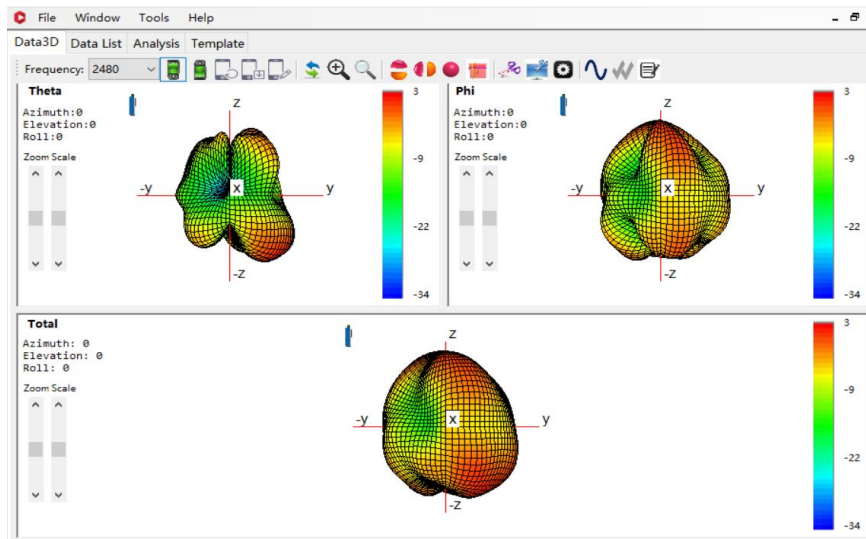 File Window Tools Help
Data3D Data List Analysis Template
Frequency: 2480
Theta
Azimuth:0
Elevation:0
Roll:0
Zoom Scale
z
-y
x
y
-z
3
-9
-22
-34
Phi
Azimuth:0
Elevation:0
Roll:0
Zoom Scale
z
-y
x
y
-z
3
-9
-22
-34
Total
Azimuth: 0
Elevation: 0
Roll: 0
Zoom Scale
z
-y
x
y
-z
3
-9
-22
-34